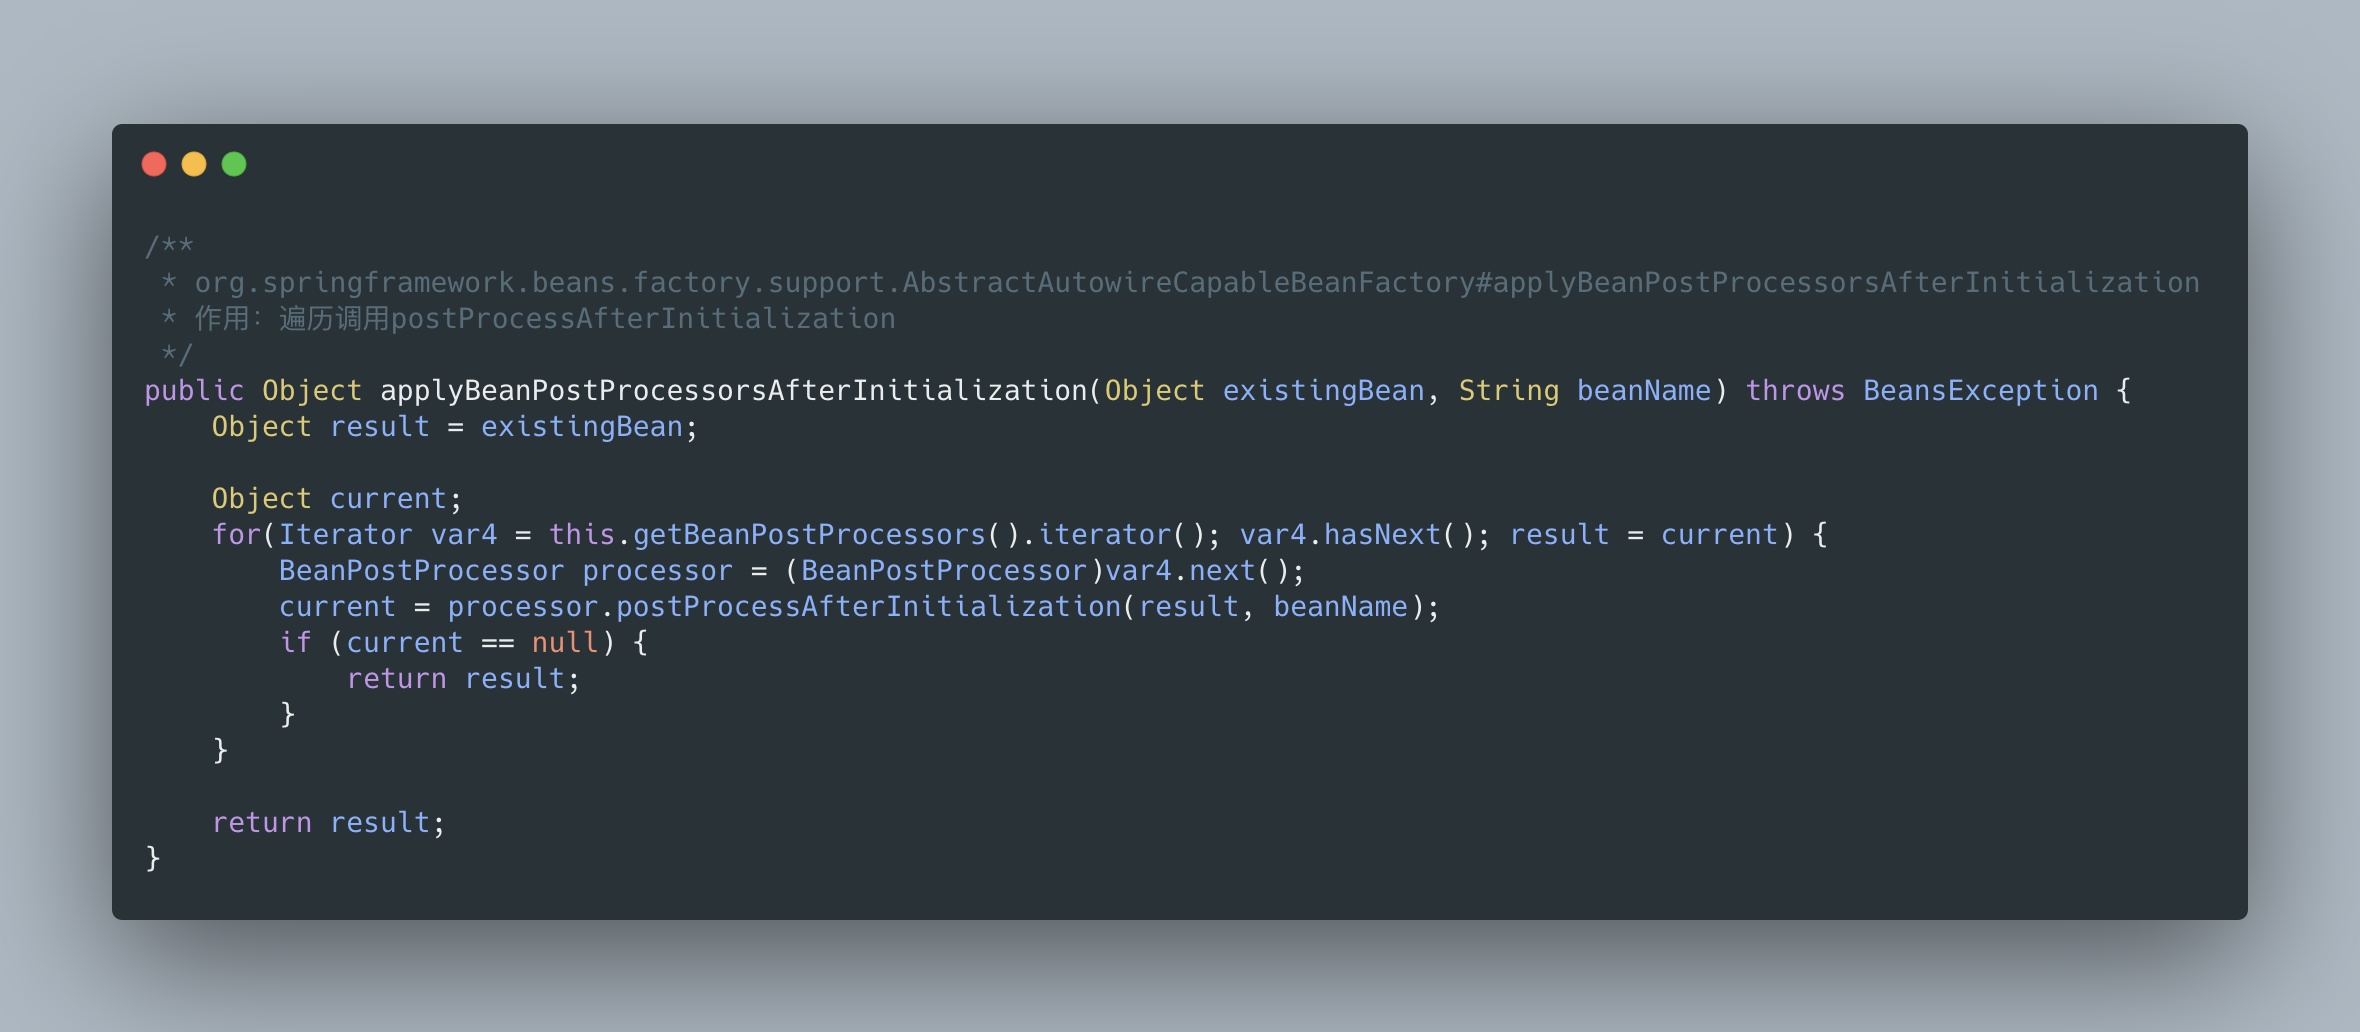 /**
 * org.springframework.beans.factory.support.AbstractAutowireCapableBeanFactory#applyBeanPostProcessorsAfterInitialization
 * 作用：遍历调用postProcessAfterInitialization
 */
public Object applyBeanPostProcessorsAfterInitialization(Object existingBean, String beanName) throws BeansException {
    Object result = existingBean;

    Object current;
    for(Iterator var4 = this.getBeanPostProcessors().iterator(); var4.hasNext(); result = current) {
        BeanPostProcessor processor = (BeanPostProcessor)var4.next();
        current = processor.postProcessAfterInitialization(result, beanName);
        if (current == null) {
            return result;
        }
    }

    return result;
}